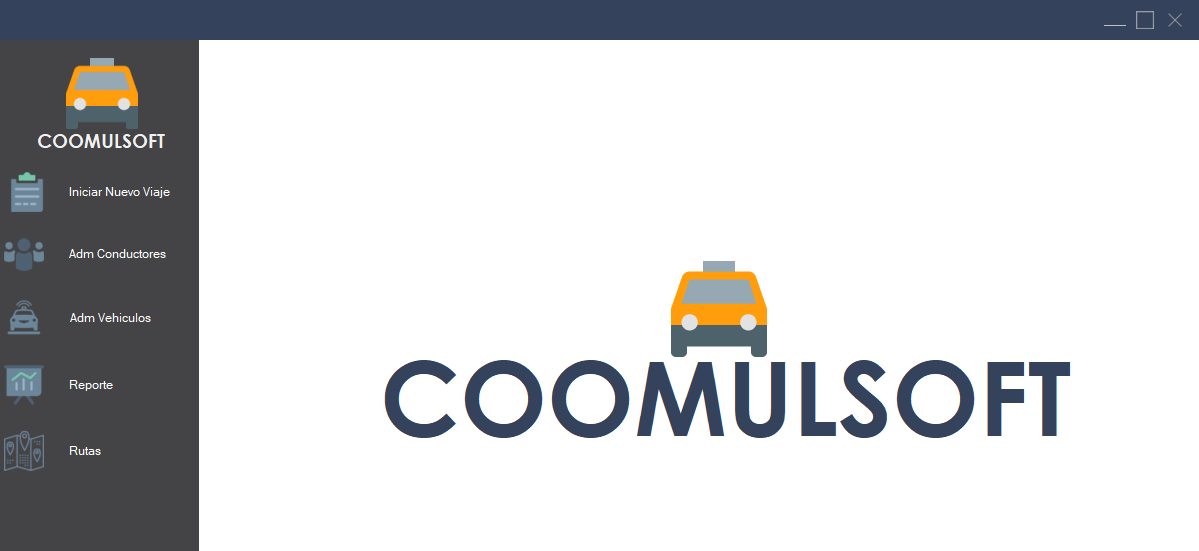 COOMULSOFT
Iniciar Nuevo Viaje
Adm Conductores
Adm Vehiculos
Reporte
Rutas
COOMULSOFT